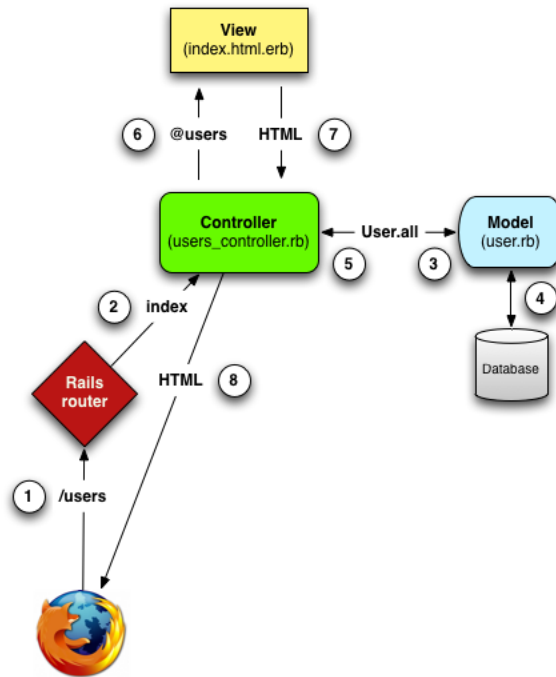 View
(index.html.erb)
6
@users
HTML
7
Controller
(users_controller.rb)
User.all
Model
(user.rb)
5
3
4
2
index
Database
Rails
router
HTML
8
1
/users